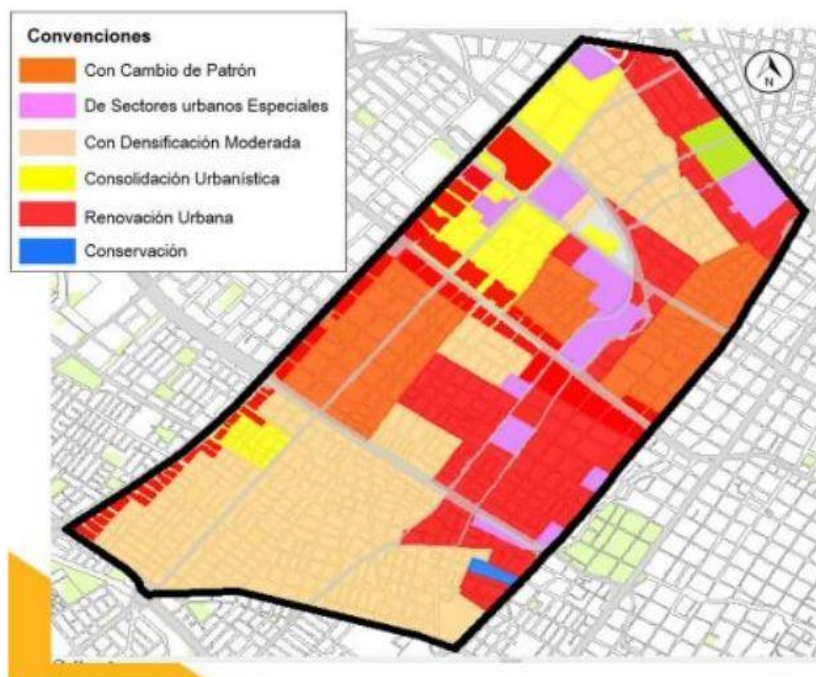 Convenciones
Con Cambio de Patrón
De Sectores urbanos Especiales
Con Densificación Moderada
Consolidación Urbanística
Renovación Urbana
Conservación
N